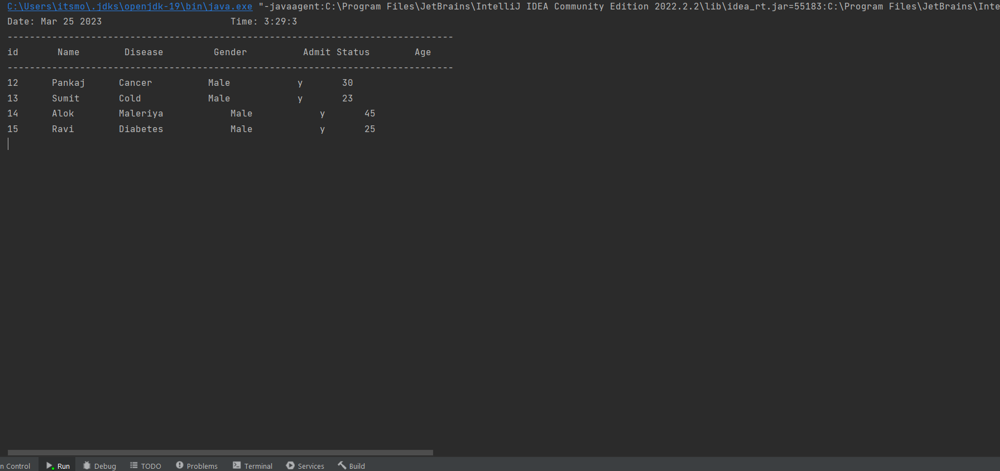 C:\Users\itsmo\.jdks\openjdk-19\bin\java.exe "-javaagent:C:\Program Files\JetBrains\IntelliJ IDEA Community Edition 2022.2.2\lib\idea_rt.jar=55183:C:\Program Files\JetBrains\Inte
Date: Mar 25 2023                       Time: 3:29:3
--------------------------------------------------------------------------------
id       Name        Disease         Gender          Admit Status        Age
--------------------------------------------------------------------------------
12      Pankaj      Cancer          Male            y       30
13      Sumit       Cold            Male            y       23
14      Alok        Maleriya            Male            y       45
15      Ravi        Diabetes            Male            y       25
n Control Run Debug TODO Problems Terminal Services Build